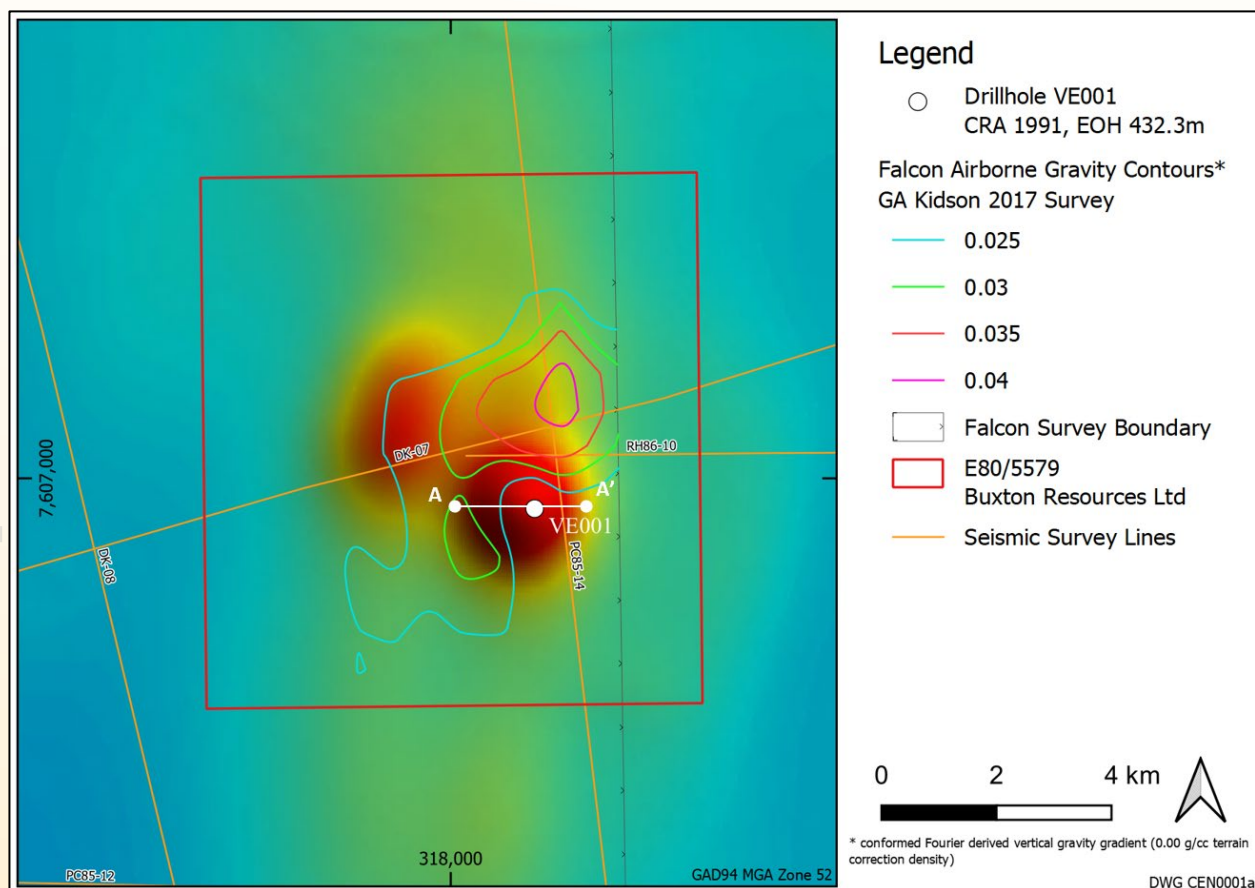 Legend
Drillhole VE001
CRA 1991, EOH 432.3m
Falcon Airborne Gravity Contours*
GA Kidson 2017 Survey
0.025
0.03
0.035
0.04
Falcon Survey Boundary
E80/5579
Buxton Resources Ltd
Seismic Survey Lines
0 2 4 km
* conformed Fourier derived vertical gravity gradient (0.00 g/cc terrain
correction density)
DWG CEN0001a
7,607,000
DK-07
RH86-10
A
A'
VE001
PC85-14
DK-08
318,000
PC85-12
GAD94 MGA Zone 52